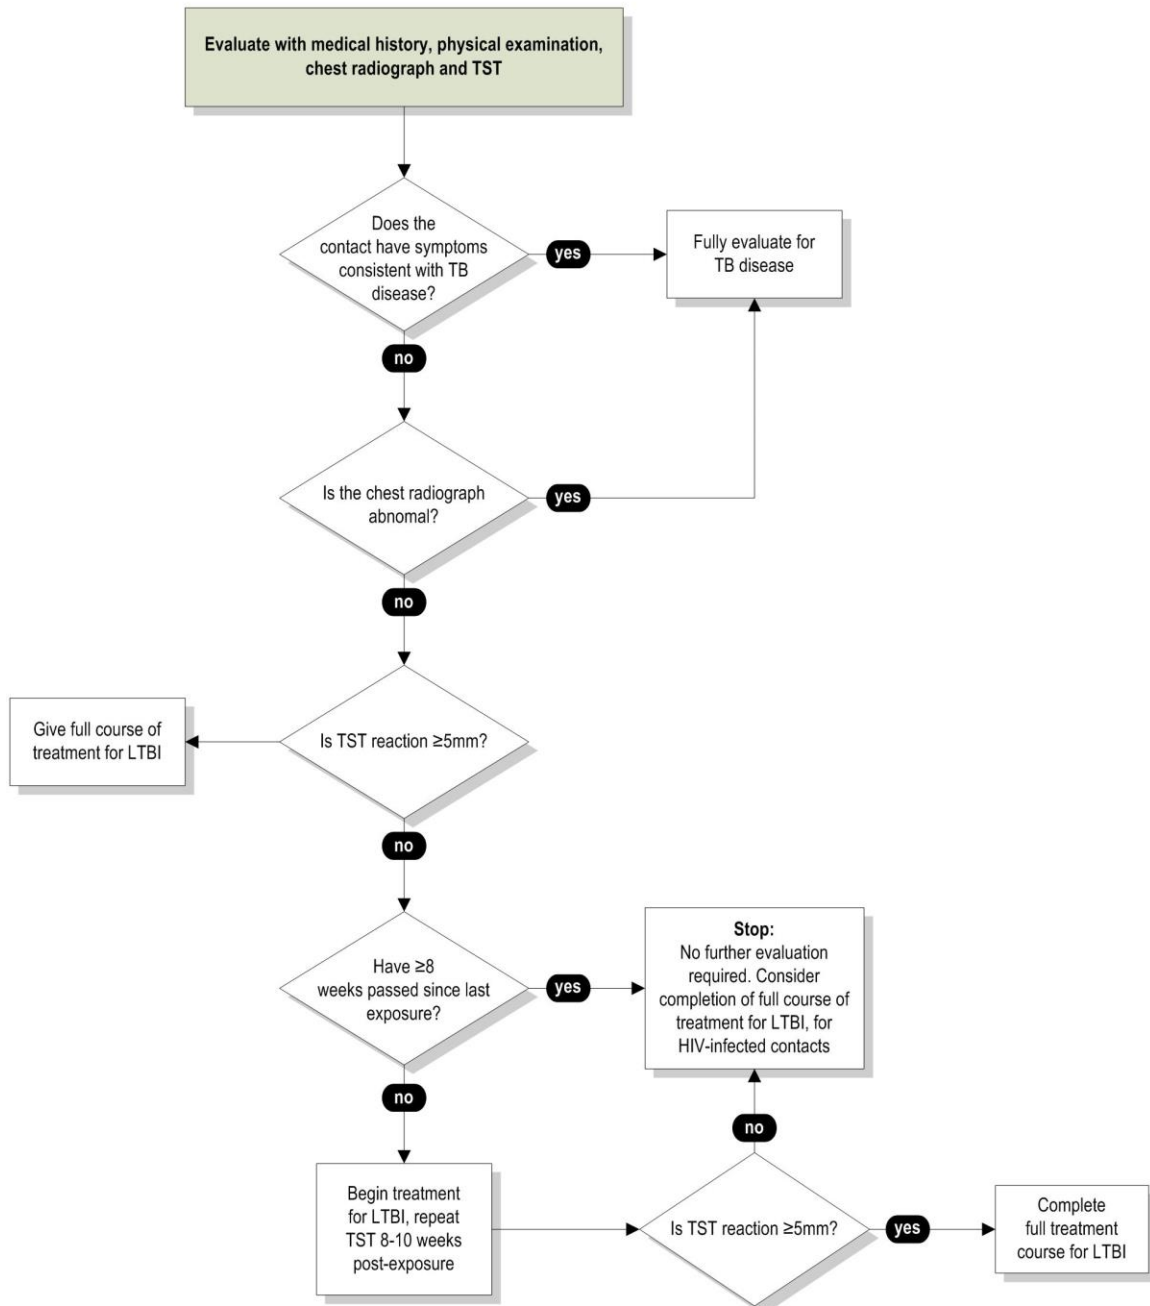 Evaluate with medical history, physical examination,
chest radiograph and TST
Does the
contact have symptoms
consistent with TB
disease?
yes
Fully evaluate for
TB disease
no
Is the chest radiograph
abnomal?
yes
no
Give full course of
treatment for LTBI
Is TST reaction ≥5mm?
no
Have ≥8
weeks passed since last
exposure?
yes
Stop:
No further evaluation
required. Consider
completion of full course of
treatment for LTBI, for
HIV-infected contacts
no
no
Begin treatment
for LTBI, repeat
TST 8-10 weeks
post-exposure
Is TST reaction ≥5mm?
yes
Complete
full treatment
course for LTBI